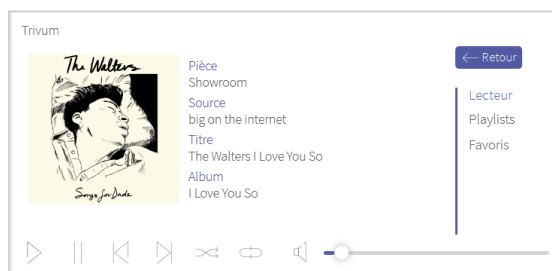 Trivum
The Walters
Songs for Dads
Pièce
Showroom
Source
big on the internet
Titre
The Walters I Love You So
Album
I Love You So
← Retour
Lecteur
Playlists
Favoris